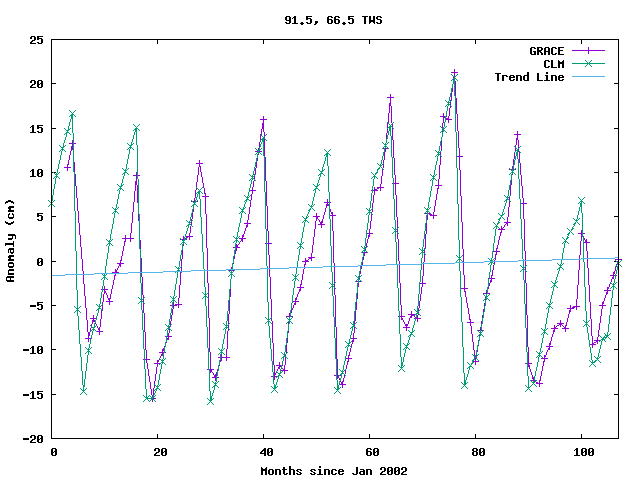 91.5, 66.5 TWS
GRACE
CLM
Trend Line
25
20
15
10
5
0
-5
-10
-15
-20
Anomaly (cm)
0 20 40 60 80 100
Months since Jan 2002